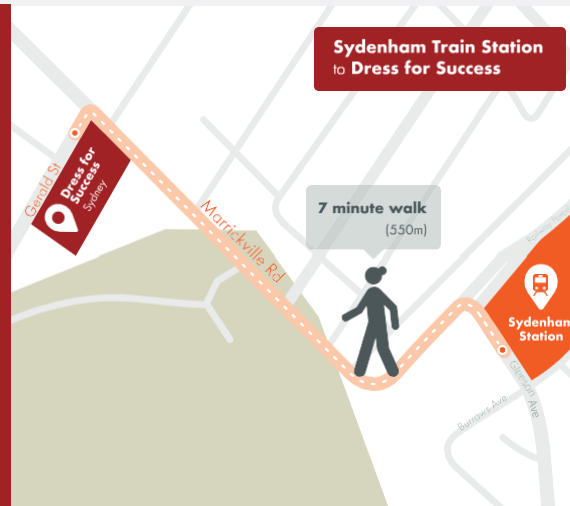 Sydenham Train Station
to Dress for Success
Gerald St
Dress for
Success
Sydney
Marrickville Rd
7 minute walk
(550m)
Sydenham
Station
Gleeson Ave
Burrows Ave